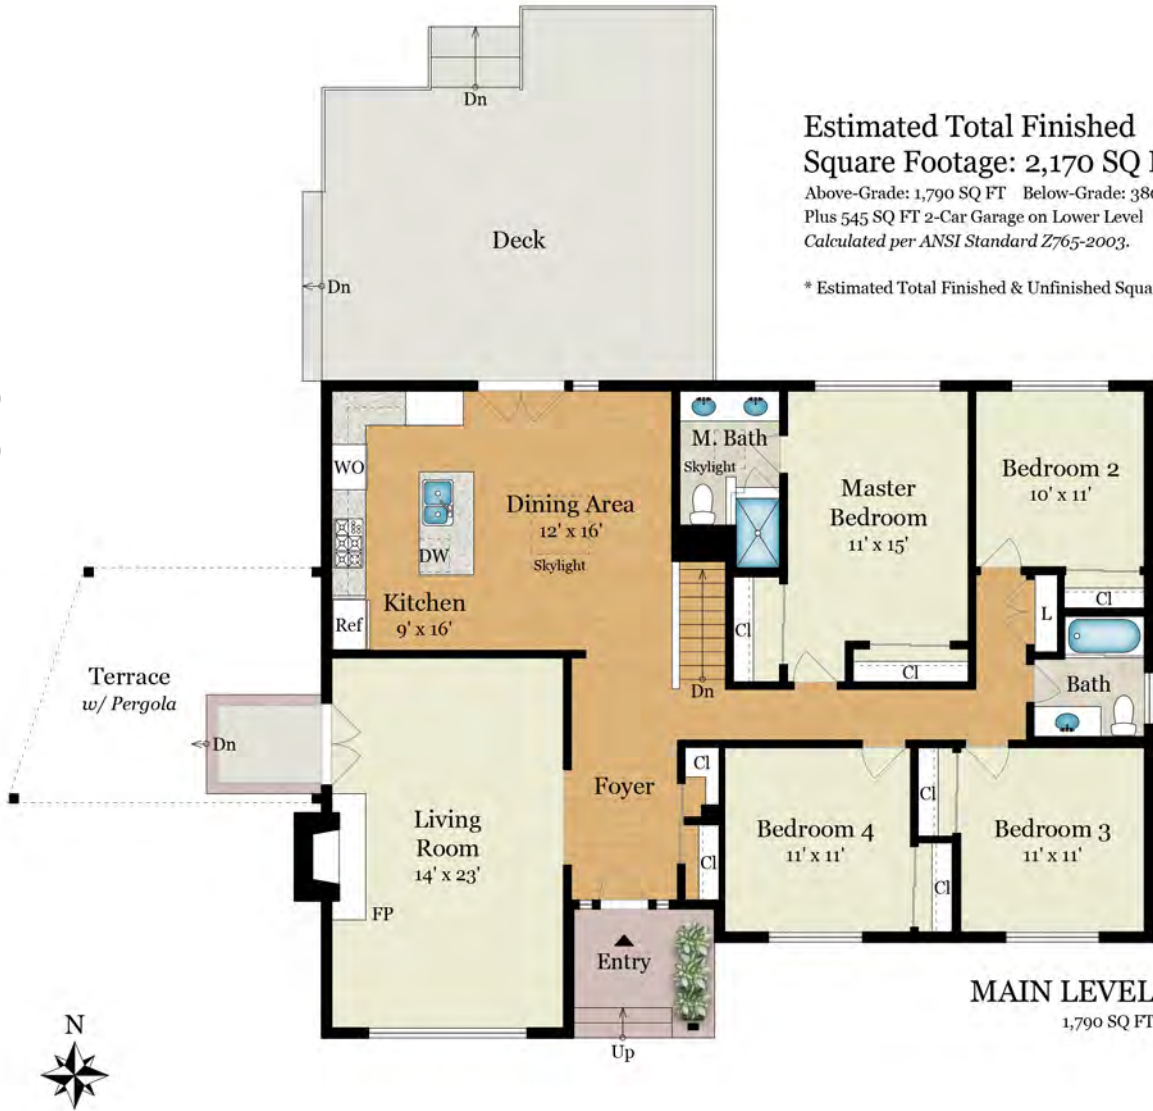 Dn
Estimated Total Finished
Square Footage: 2,170 SQ
Above-Grade: 1,790 SQ FT Below-Grade: 38
Plus 545 SQ FT 2-Car Garage on Lower Level
Calculated per ANSI Standard Z765-2003.
* Estimated Total Finished & Unfinished Squa
Deck
Dn
M. Bath
Skylight
WO
Dining Area
12' x 16'
Skylight
DW
Kitchen
9' x 16'
Ref
Master
Bedroom
11' x 15'
Bedroom 2
10' x 11'
Cl
L
Cl
Cl
Bath
Dn
Terrace
w/ Pergola
Dn
Foyer
Cl
Cl
Living
Room
14' x 23'
FP
Bedroom 4
11' x 11'
Cl
Cl
Bedroom 3
11' x 11'
Entry
Up
MAIN LEVEL
1,790 SQ FT
N